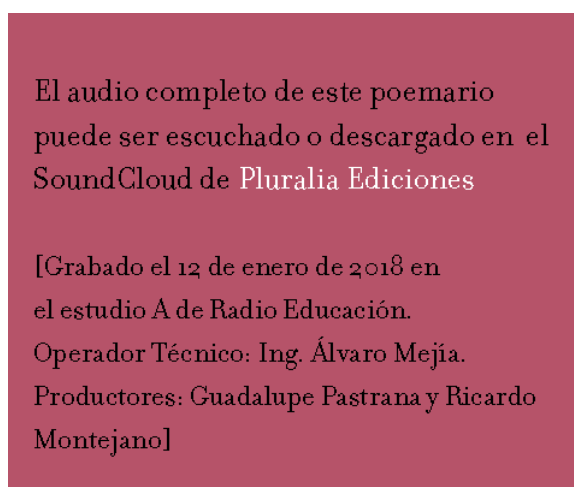 El audio completo de este poemario
puede ser escuchado o descargado en el
SoundCloud de Pluralia Ediciones
[Grabado el 12 de enero de 2018 en
el estudio A de Radio Educación.
Operador Técnico: Ing. Álvaro Mejía.
Productores: Guadalupe Pastrana y Ricardo
Montejano]